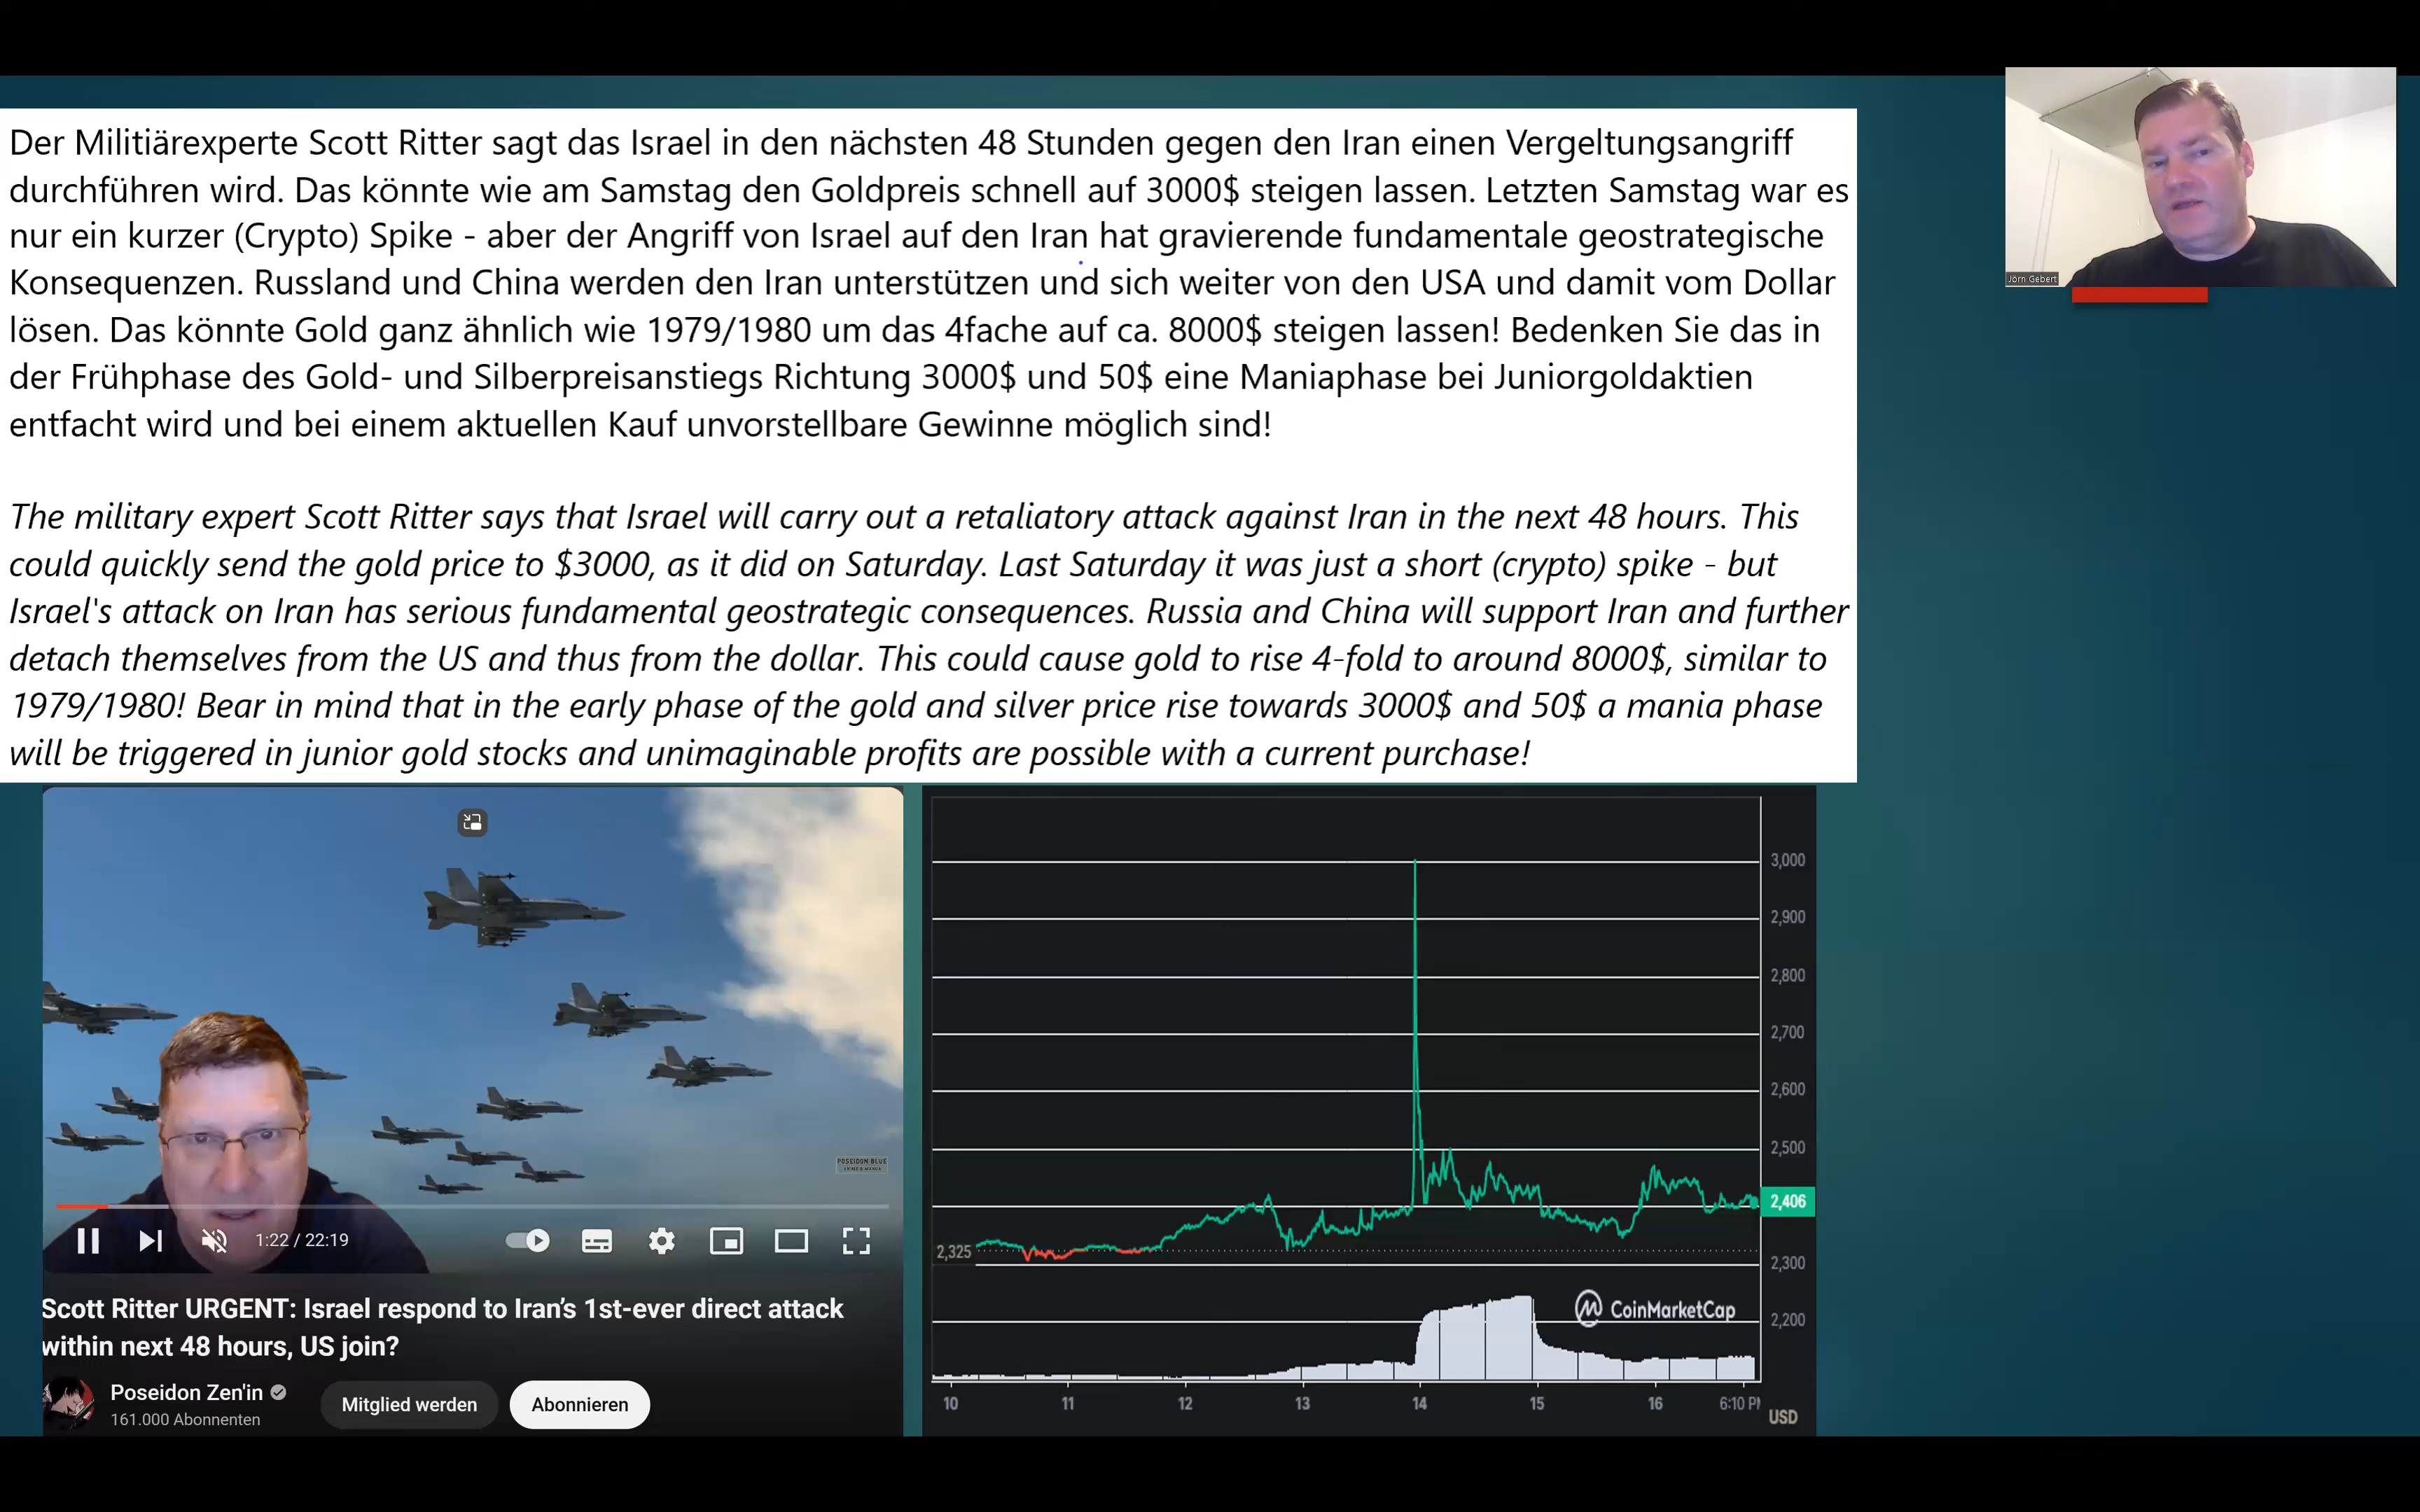 Der Militiärexperte Scott Ritter sagt das Israel in den nächsten 48 Stunden gegen den Iran einen Vergeltungsangriff
durchführen wird. Das könnte wie am Samstag den Goldpreis schnell auf 3000$ steigen lassen. Letzten Samstag war es
nur ein kurzer (Crypto) Spike - aber der Angriff von Israel auf den Iran hat gravierende fundamentale geostrategische
Konsequenzen. Russland und China werden den Iran unterstützen und sich weiter von den USA und damit vom Dollar
lösen. Das könnte Gold ganz ähnlich wie 1979/1980 um das 4fache auf ca. 8000$ steigen lassen! Bedenken Sie das in
der Frühphase des Gold- und Silberpreisanstiegs Richtung 3000$ und 50$ eine Maniaphase bei Juniorgoldaktien
entfacht wird und bei einem aktuellen Kauf unvorstellbare Gewinne möglich sind!
The military expert Scott Ritter says that Israel will carry out a retaliatory attack against Iran in the next 48 hours. This
could quickly send the gold price to $3000, as it did on Saturday. Last Saturday it was just a short (crypto) spike - but
Israel's attack on Iran has serious fundamental geostrategic consequences. Russia and China will support Iran and further
detach themselves from the US and thus from the dollar. This could cause gold to rise 4-fold to around 8000$, similar to
1979/1980! Bear in mind that in the early phase of the gold and silver price rise towards 3000$ and 50$ a mania phase
will be triggered in junior gold stocks and unimaginable profits are possible with a current purchase!
Jörn Gebert
POSEIDON BLUE
1:22 / 22:19
Scott Ritter URGENT: Israel respond to Iran's 1st-ever direct attack
within next 48 hours, US join?
Poseidon Zen'in
161.000 Abonnenten
Mitglied werden
Abonnieren
3,000
2,900
2,800
2,700
2,600
2,500
2,406
2,325
2,300
CoinMarketCap
2,200
10 11 12 13 14 15 16 6:10 PM
USD